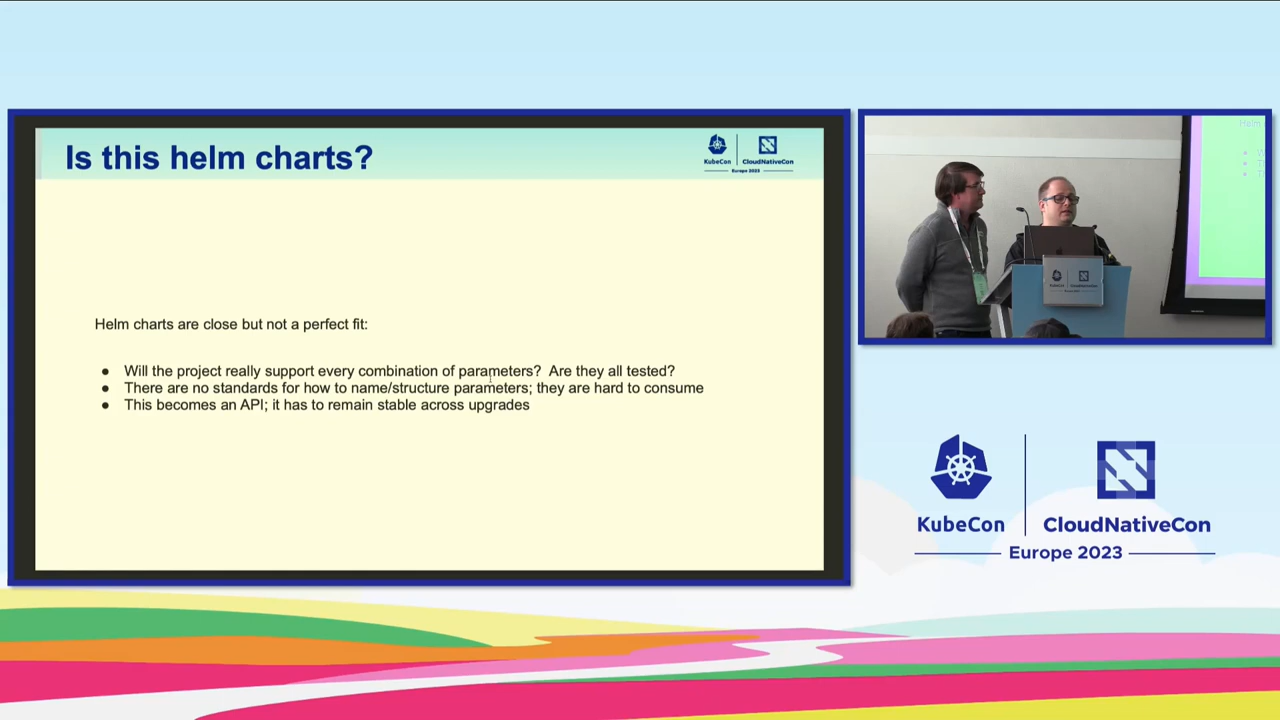 Is this helm charts?
KubeCon
CloudNativeCon
Europe 2023
Helm charts are close but not a perfect fit:
● Will the project really support every combination of parameters? Are they all tested?
● There are no standards for how to name/structure parameters; they are hard to consume
● This becomes an API; it has to remain stable across upgrades
KubeCon
CloudNativeCon
Europe 2023